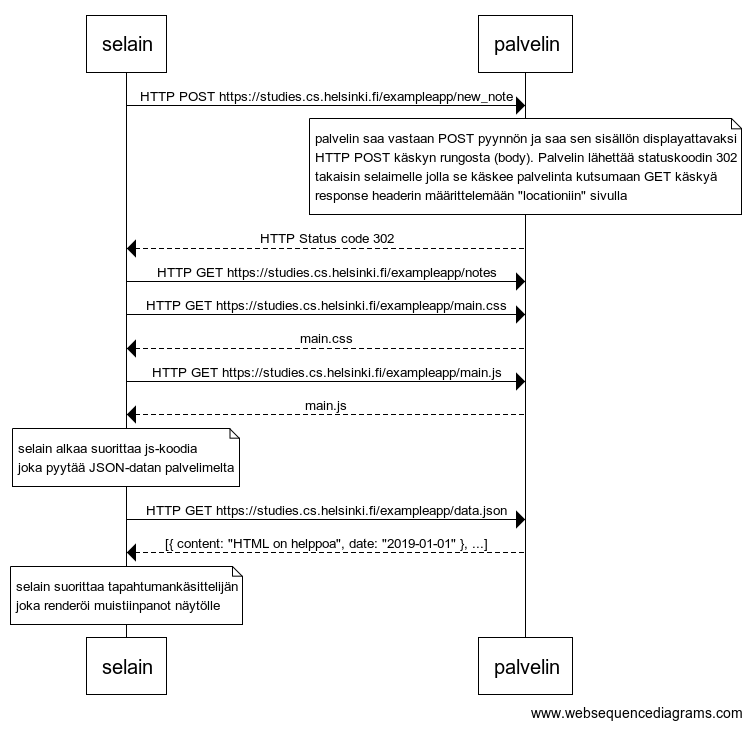 selain
palvelin
HTTP POST https://studies.cs.helsinki.fi/exampleapp/new_note
palvelin saa vastaan POST pyynnön ja saa sen sisällön displayattavaksi
HTTP POST käskyn rungosta (body). Palvelin lähettää statuskoodin 302
takaisin selaimelle jolla se käskee palvelinta kutsumaan GET käskyä
response headerin määrittelemään "locationiin" sivulla
HTTP Status code 302
HTTP GET https://studies.cs.helsinki.fi/exampleapp/notes
HTTP GET https://studies.cs.helsinki.fi/exampleapp/main.css
main.css
HTTP GET https://studies.cs.helsinki.fi/exampleapp/main.js
main.js
selain alkaa suorittaa js-koodia
joka pyytää JSON-datan palvelimelta
HTTP GET https://studies.cs.helsinki.fi/exampleapp/data.json
[{ content: "HTML on helppoa", date: "2019-01-01" }, ...]
selain suorittaa tapahtumankäsittelijän
joka renderöi muistiinpanot näytölle
selain
palvelin
www.websequencediagrams.com